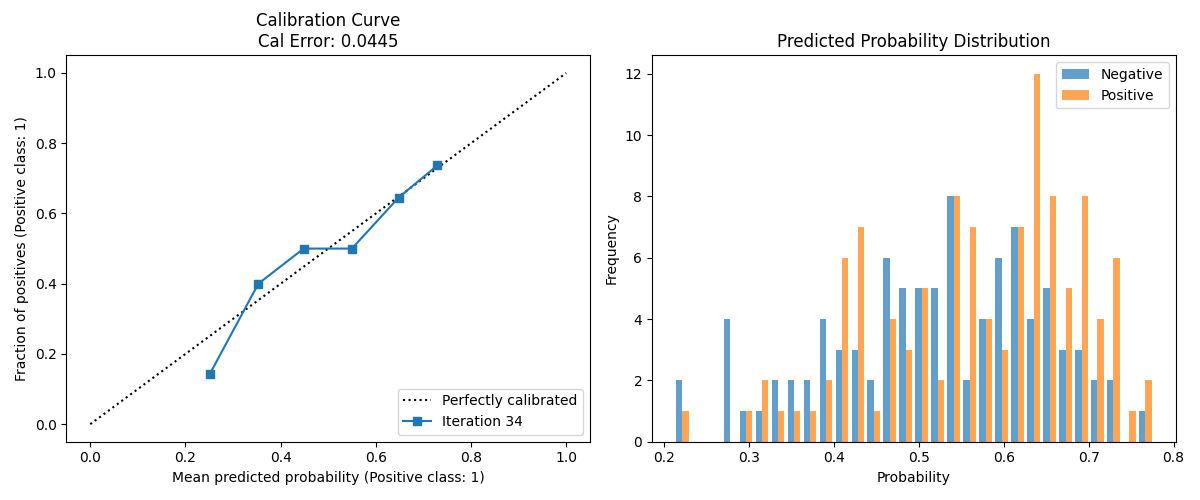 Calibration Curve
Cal Error: 0.0445
Fraction of positives (Positive class: 1)
1.0
0.8
0.6
0.4
0.2
0.0
Perfectly calibrated
Iteration 34
0.0 0.2 0.4 0.6 0.8 1.0
Mean predicted probability (Positive class: 1)
Predicted Probability Distribution
Frequency
12
10
8
6
4
2
0
Negative
Positive
0.2 0.3 0.4 0.5 0.6 0.7 0.8
Probability